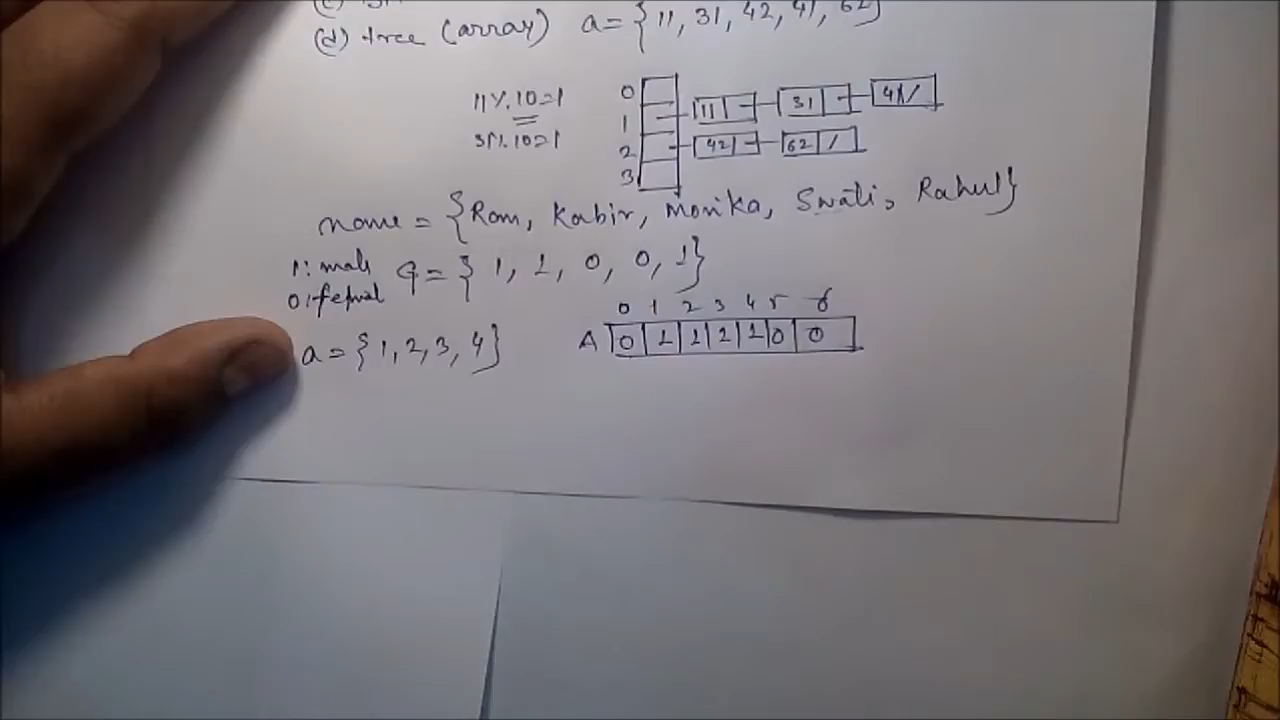 (d) tree (array) a={11, 31, 42, 41, 62}
11%10=1 0
31%10=1 1 11 31 41 /
2 42 62 /
3
name = {Ram, Kabir, Monika, Swati, Rahul}
1: male G = { 1, 1, 0, 0, 1}
0:
0 1 2 3 4 5 6
a = {1, 2, 3, 4} A 0 1 1 1 1 0 0